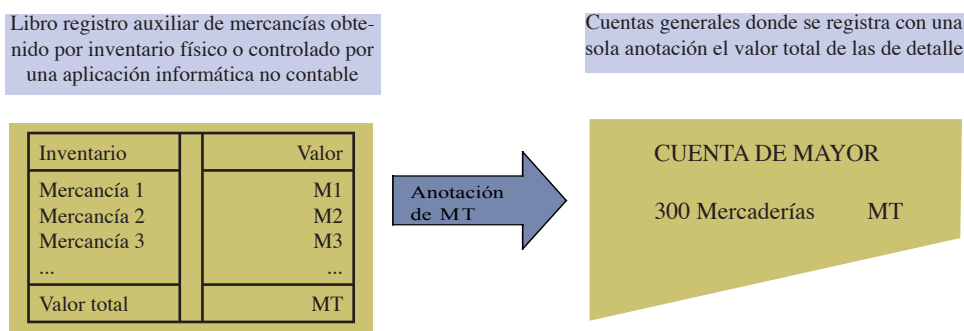 Libro registro auxiliar de mercancías obte-
nido por inventario físico o controlado por
una aplicación informática no contable
Cuentas generales donde se registra con una
sola anotación el valor total de las de detalle
Inventario Valor
Mercancía 1 M1
Mercancía 2 M2
Mercancía 3 M3
... ...
Valor total MT
Anotación
de MT
CUENTA DE MAYOR
300 Mercaderías MT